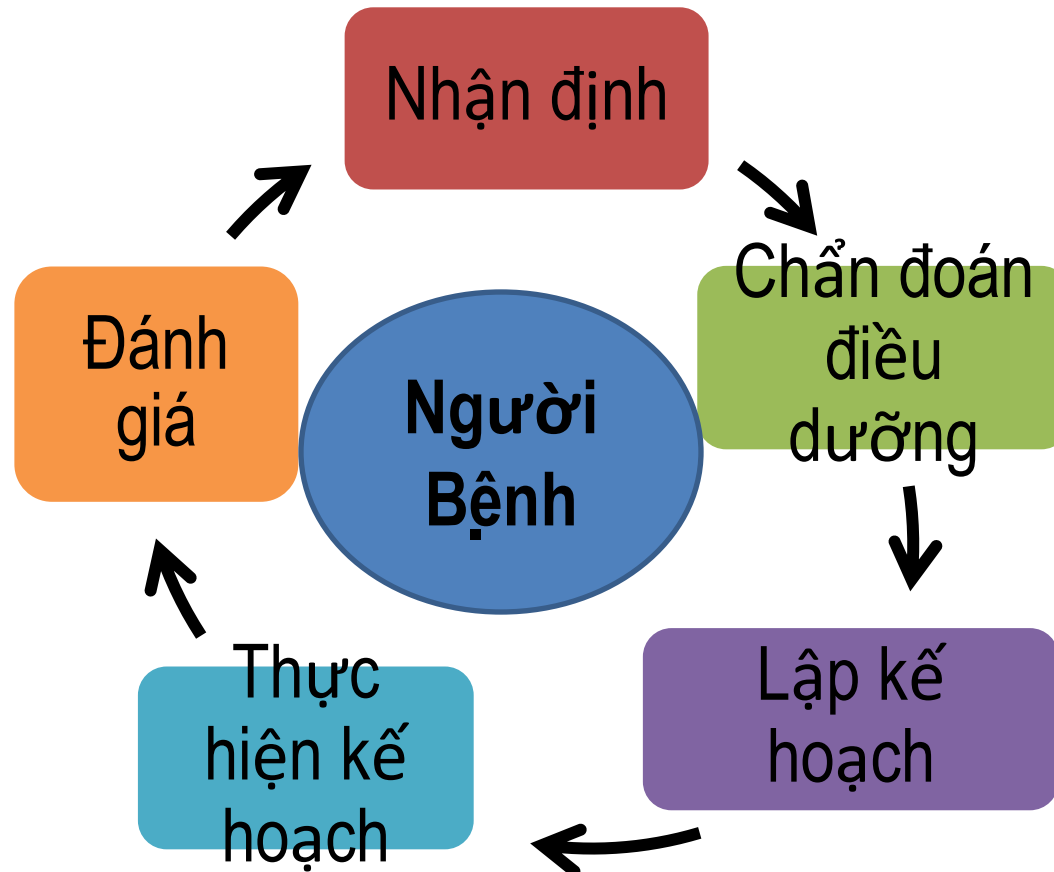 Nhận định
Chẩn đoán
điều
dưỡng
Lập kế
hoạch
Thực
hiện kế
hoạch
Đánh
giá
Người
Bệnh